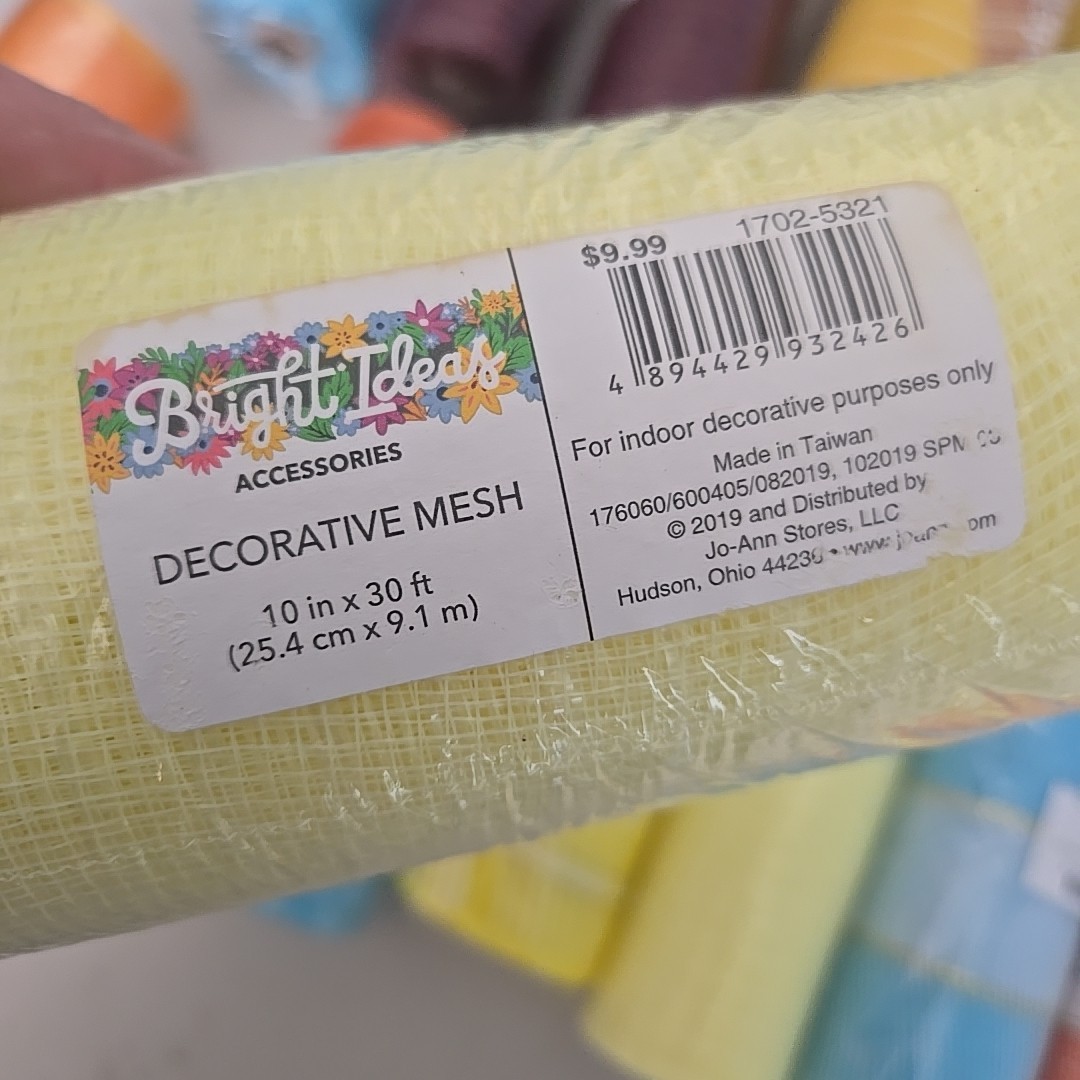 Bright Ideas
ACCESSORIES
DECORATIVE MESH
10 in x 30 ft
(25.4 cm x 9.1 m)
$9.99
1702-5321
4 894429 932426
For indoor decorative purposes only
Made in Taiwan
176060/600405/082019, 102019 SPM
© 2019 and Distributed by
Jo-Ann Stores, LLC
Hudson, Ohio 44236 •